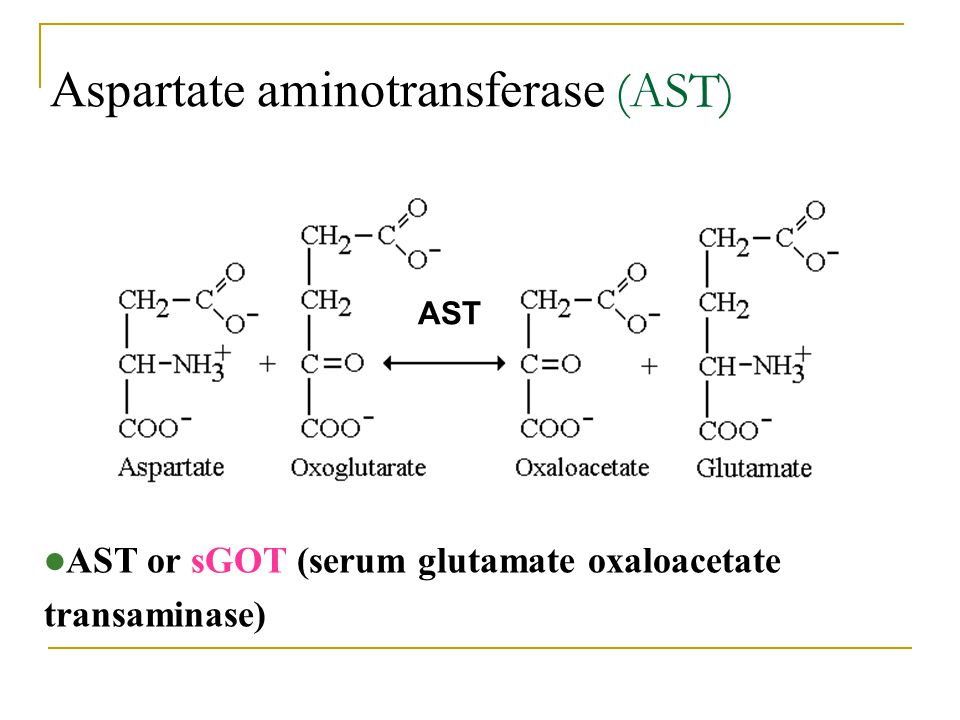 Aspartate aminotransferase (AST)
CH2–C=O O-
CH2–C=O O-
CH2
CH–NH3+
COO-
Aspartate
+
C=O
COO-
Oxoglutarate
AST
CH2–C=O O-
C=O
COO-
Oxaloacetate
+
CH2–C=O O-
CH2
CH–NH3+
COO-
Glutamate
●AST or sGOT (serum glutamate oxaloacetate
transaminase)